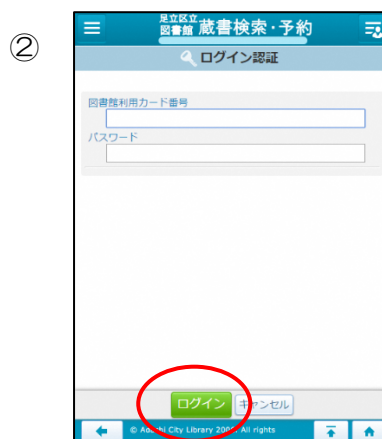 ②
足立区立
図書館 蔵書検索・予約
ログイン認証
図書館利用カード番号
パスワード
ログイン キャンセル
© Adachi City Library 2009. All rights